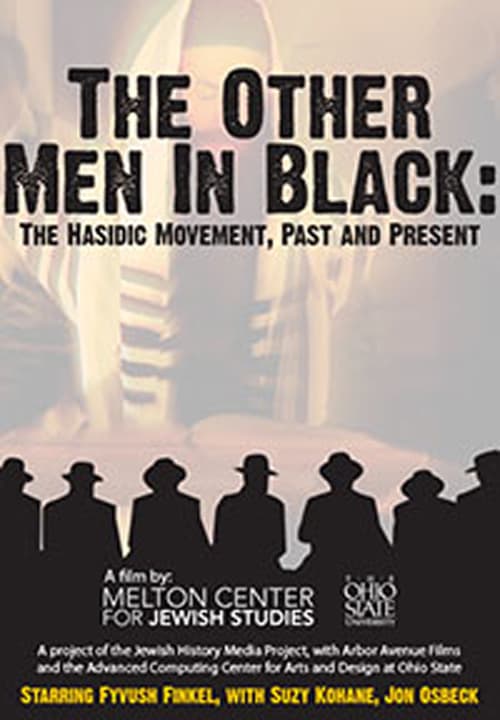 THE OTHER
MEN IN BLACK:
THE HASIDIC MOVEMENT, PAST AND PRESENT
A film by:
MELTON CENTER
FOR JEWISH STUDIES
THE
OHIO
STATE
UNIVERSITY
A project of the Jewish History Media Project, with Arbor Avenue Films
and the Advanced Computing Center for Arts and Design at Ohio State
STARRING FYVUSH FINKEL, WITH SUZY KOHANE, JON OSBECK